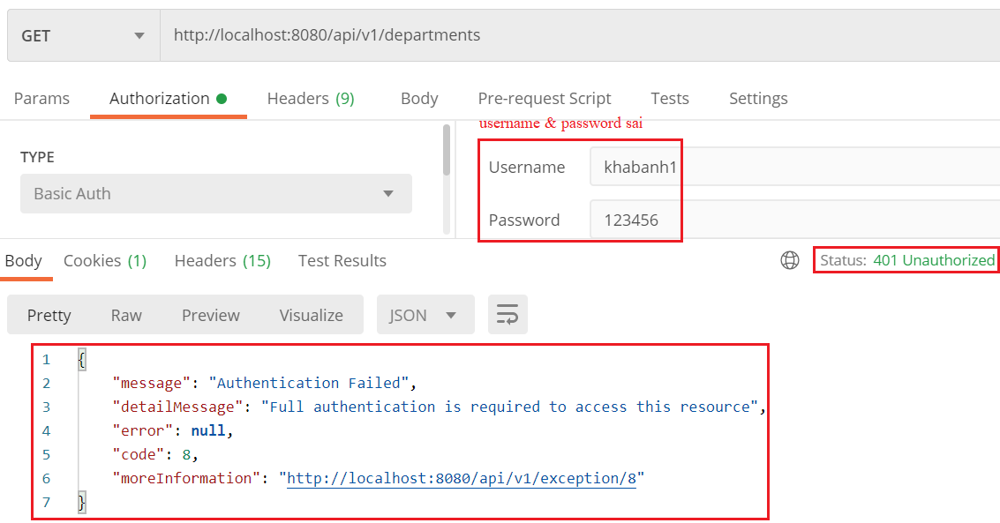 GET http://localhost:8080/api/v1/departments
Params Authorization Headers (9) Body Pre-request Script Tests Settings
username & password sai
TYPE
Basic Auth
Username khabanh1
Password 123456
Body Cookies (1) Headers (15) Test Results Status: 401 Unauthorized
Pretty Raw Preview Visualize JSON
1 {
2 "message": "Authentication Failed",
3 "detailMessage": "Full authentication is required to access this resource",
4 "error": null,
5 "code": 8,
6 "moreInformation": "http://localhost:8080/api/v1/exception/8"
7 }